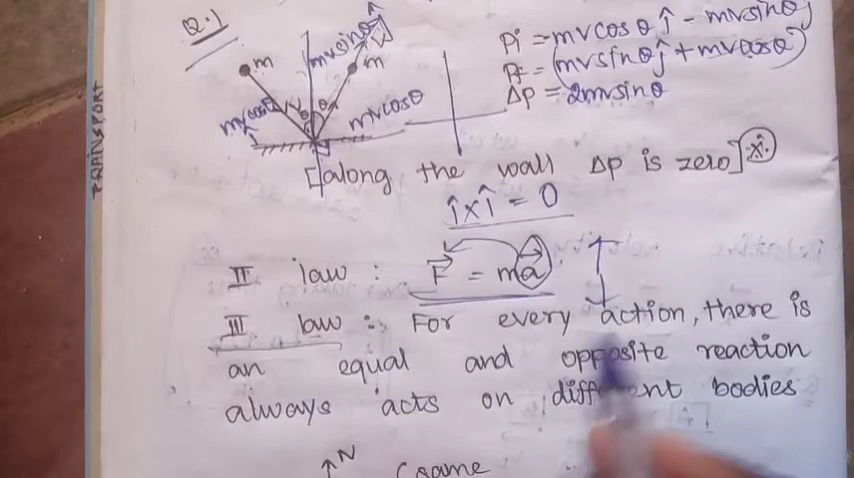 Q.1
m
m
mvsinθ ĵ
mvcosθ
mvcosθ
Pi = mvcosθ ĵ - mvsinθ ĵ
Pf = (mvsinθ ĵ + mvcosθ)
Δp = 2mvsinθ
[along the wall Δp is zero]
î × î = 0
II law : F⃗ = ma⃗
III law : For every action, there is
an equal and opposite reaction
always acts on different bodies
N
(same
TRANSPORT